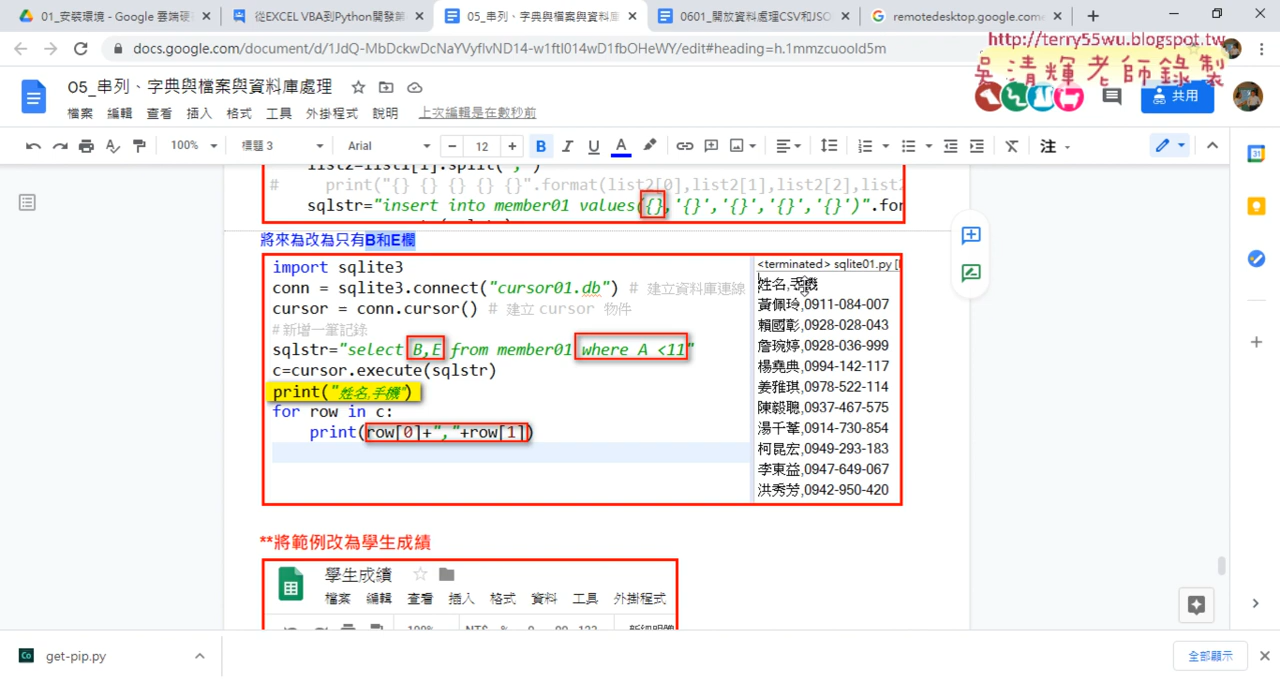 01_安裝環境 - Google 雲端硬
從EXCEL VBA到Python開發銷
05_串列、字典與檔案與資料庫
0601_開放資料處理CSV和JSO
remotedesktop.google.com
docs.google.com/document/d/1JdQ-MbDckwDcNaYVyfIvND14-w1ftI014wD1fbOHeWY/edit#heading=h.1mmzcuoold5m
http://terry55wu.blogspot.tw
吳清輝老師錄製
05_串列、字典與檔案與資料庫處理
檔案 編輯 查看 插入 格式 工具 外掛程式 說明 上次編輯是在數秒前
共用
100% 標題 3 Arial 12 B I U A 注
list2=list1[i].split(",")
# print("{} {} {} {} {}".format(list2[0],list2[1],list2[2],list2
sqlstr="insert into member01 values({},'{}','{}','{}','{}')".for
將來為改為只有B和E欄
import sqlite3
conn = sqlite3.connect("cursor01.db") # 建立資料庫連線
cursor = conn.cursor() # 建立 cursor 物件
#新增一筆記錄
sqlstr="select B,E from member01 where A <11"
c=cursor.execute(sqlstr)
print("姓名,手機")
for row in c:
print(row[0]+","+row[1])
<terminated> sqlite01.py [
姓名,手機
黃佩玲,0911-084-007
賴國彰,0928-028-043
詹琬婷,0928-036-999
楊堯典,0994-142-117
姜雅琪,0978-522-114
陳毅聰,0937-467-575
湯千菶,0914-730-854
柯昆宏,0949-293-183
李東益,0947-649-067
洪秀芳,0942-950-420
**將範例改為學生成績
學生成績
檔案 編輯 查看 插入 格式 資料 工具 外掛程式
get-pip.py
全部顯示